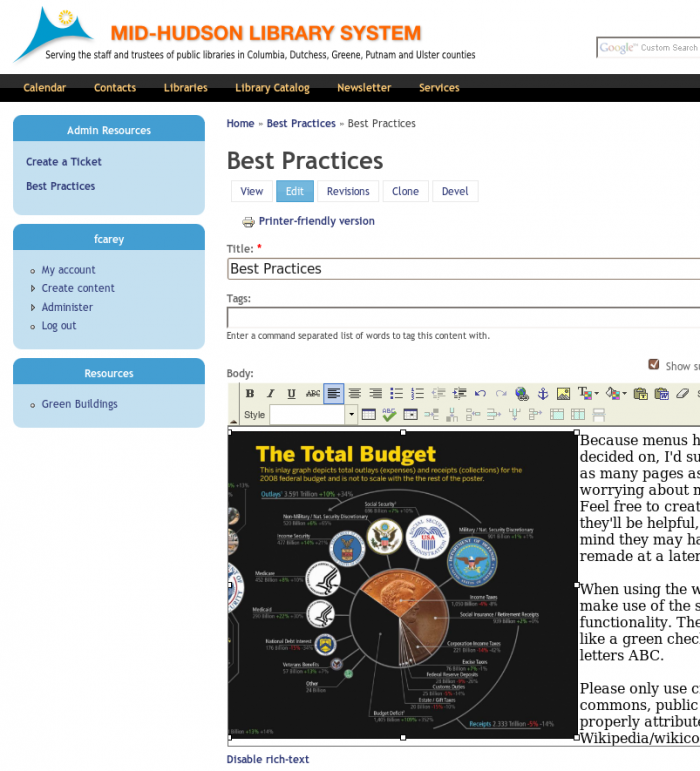 MID-HUDSON LIBRARY SYSTEM
Serving the staff and trustees of public libraries in Columbia, Dutchess, Greene, Putnam and Ulster counties
Google™ Custom Search
Calendar Contacts Libraries Library Catalog Newsletter Services
Admin Resources
Create a Ticket
Best Practices
fcarey
My account
Create content
Administer
Log out
Resources
Green Buildings
Home » Best Practices » Best Practices
Best Practices
View Edit Revisions Clone Devel
Printer-friendly version
Title: *
Best Practices
Tags:
Enter a command separated list of words to tag this content with.
Body:
Show su
B I U ABC
Style
The Total Budget
This inlay graph depicts total outlays (expenses) and receipts (collections) for the
2008 federal budget and is not to scale with the the rest of the poster.
Outlays 3.591 Trillion +10% +34%
Social Security
Non-Military / Nat. Security Discretionary
Military / Nat. Security Discretionary
Income Security
Medicare
Medicaid
National Debt Interest
Veterans Benefits
Other
Budget Deficit
Income Taxes
Social Insurance / Retirement Receipts
Corporation Income Taxes
Excise Taxes
Federal Reserve Deposits
Customs Duties
Estate / Gift Taxes
Receipts 2.333 Trillion -5% -14%
SOCIAL SECURITY ADMINISTRATION
USA
Because menus h
decided on, I'd su
as many pages as
worrying about m
Feel free to creat
they'll be helpful,
mind they may ha
remade at a later
When using the w
make use of the s
functionality. The
like a green chec
letters ABC.
Please only use c
commons, public
properly attribute
Wikipedia/wikico
Disable rich-text